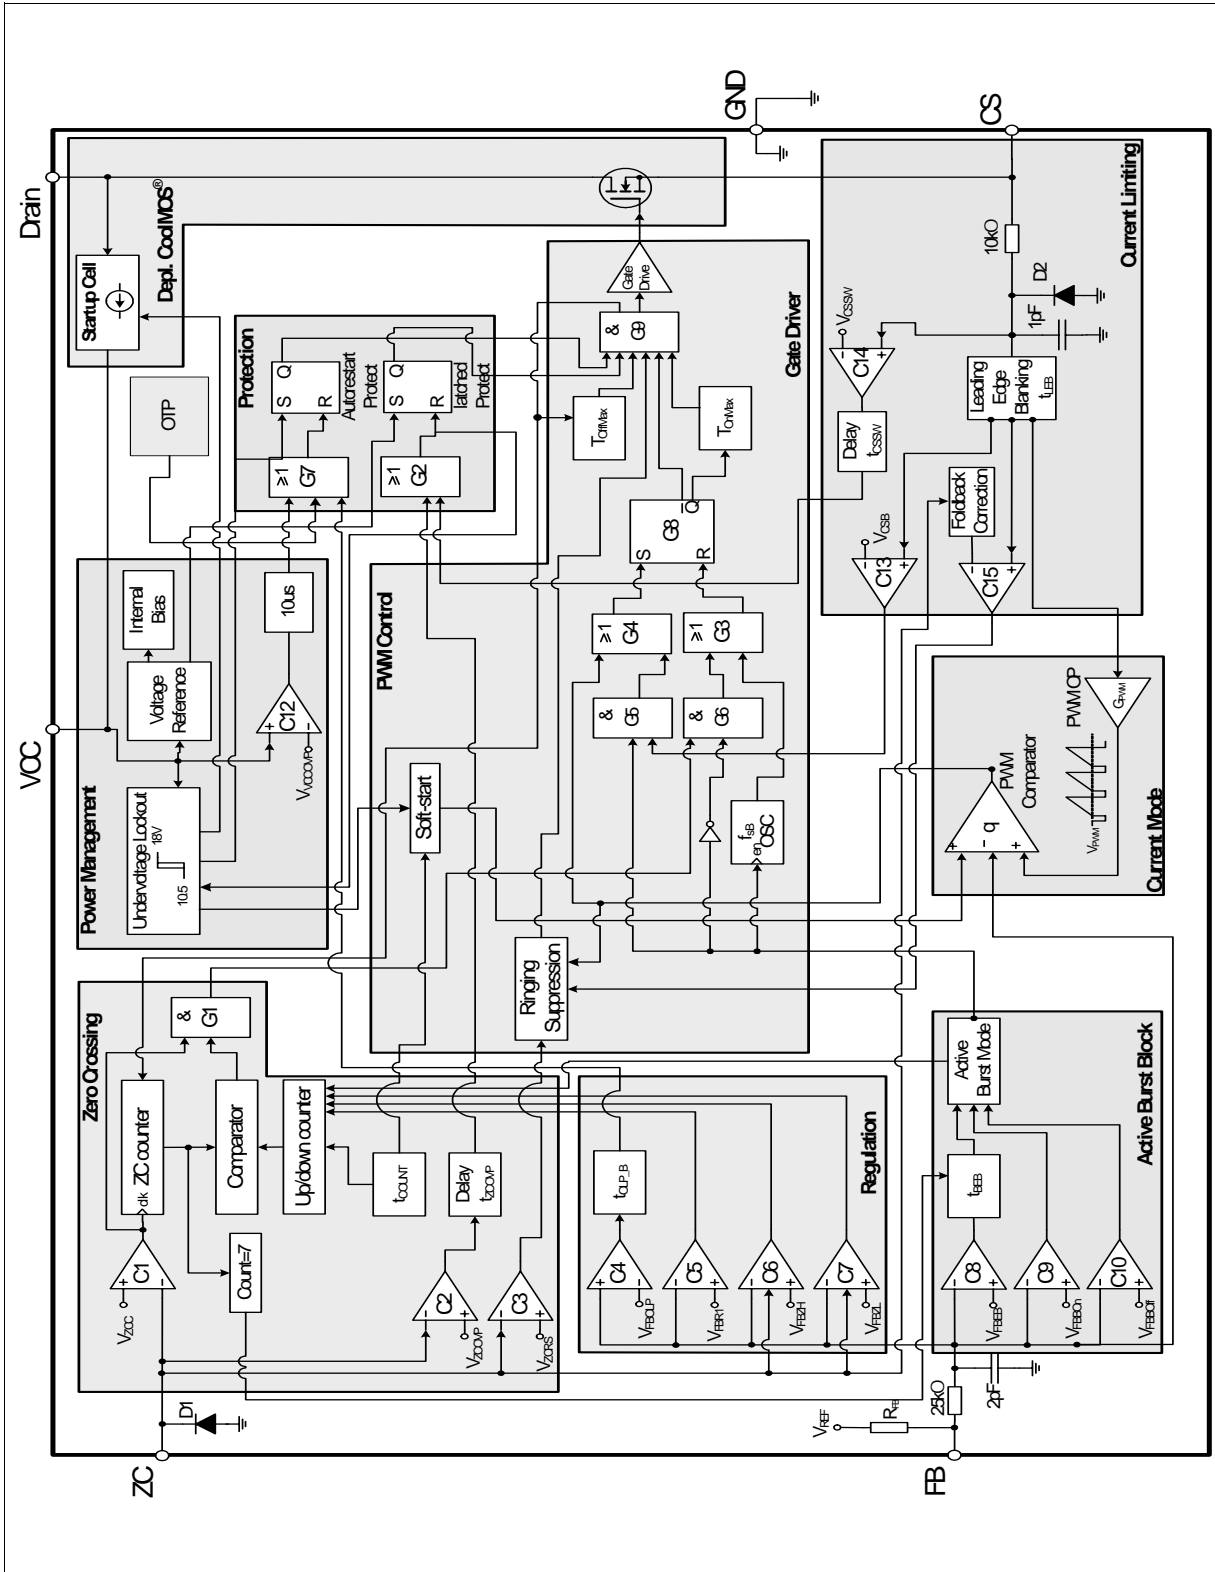 Drain
VCC
ZC
GND
CS
FB
Startup Cell
Depl. CoolMOS®
Power Management
Undervoltage Lockout
18V
10.5
Voltage
Reference
Internal
Bias
10us
C12
+
-
VVCCOVP
OTP
Protection
S Q
R
Autorestart
Protect
S Q
R
latched
Protect
≥1
G7
≥1
G2
Zero Crossing
&
G1
clk
ZC counter
Comparator
Up/down counter
Count=7
tCOUNT
Delay
tZCOVP
C1
+
-
VZCC
C2
-
+
VZCOVP
C3
-
+
VZCRS
D1
PWM Control
Soft-start
Ringing
Suppression
Gate Driver
Gate
Drive
&
G9
TOffMax
TOnMax
G8
S
R
Q
≥1
G4
≥1
G3
&
G5
&
G6
en
fsB
OSC
Current Limiting
10kΩ
D2
1pF
Leading
Edge
Blanking
tLEB
C14
-
+
VCSSW
Delay
tCSSW
C13
-
+
VCSB
Foldback
Correction
C15
-
+
Current Mode
PWM OP
GPWM
PWM
Comparator
+
-
+
q
VPWM
Regulation
tOLP_B
C4
+
-
VFBOLP
C5
-
+
VFBR1
C6
-
+
VFBZH
C7
-
+
VFBZL
Active Burst Block
Active
Burst Mode
tBEB
C8
-
+
VFBEB
C9
-
+
VFBBOn
C10
-
+
VFBBOff
25kΩ
2pF
RFB
VREF